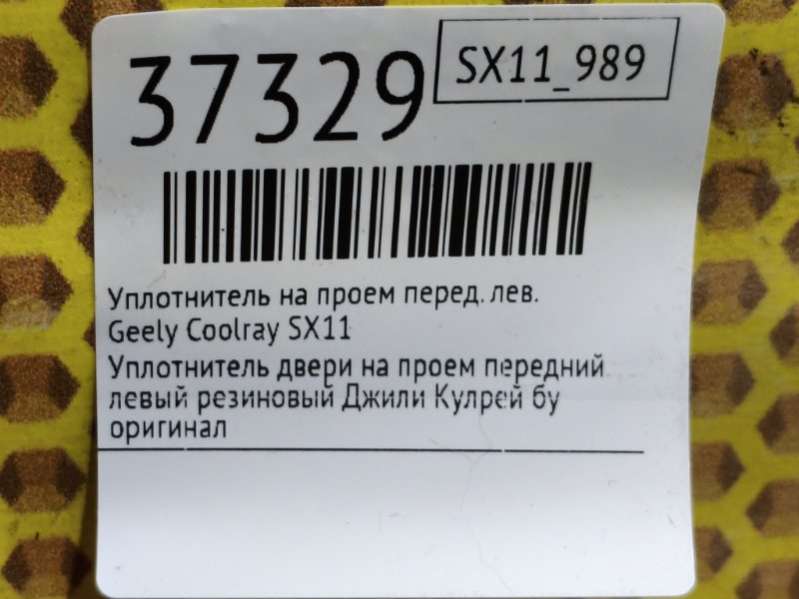 37329
SX11_989
Уплотнитель на проем перед. лев.
Geely Coolray SX11
Уплотнитель двери на проем передний
левый резиновый Джили Кулрей бу
оригинал